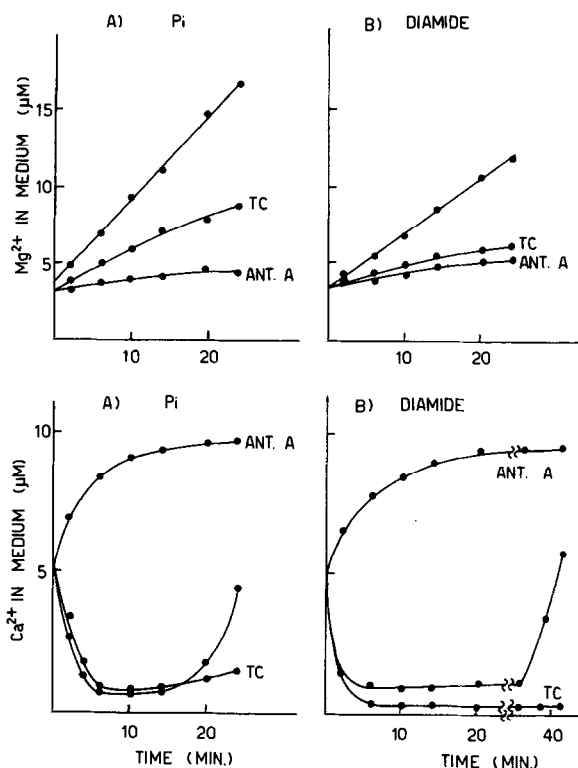 A) Pi
B) DIAMIDE
Mg2+ IN MEDIUM (μM)
15
10
5
TC
ANT. A
10 20
TC
ANT. A
10 20
A) Pi
B) DIAMIDE
Ca2+ IN MEDIUM (μM)
10
5
ANT. A
TC
10 20
TIME (MIN.)
ANT. A
TC
10 20 40
TIME (MIN.)